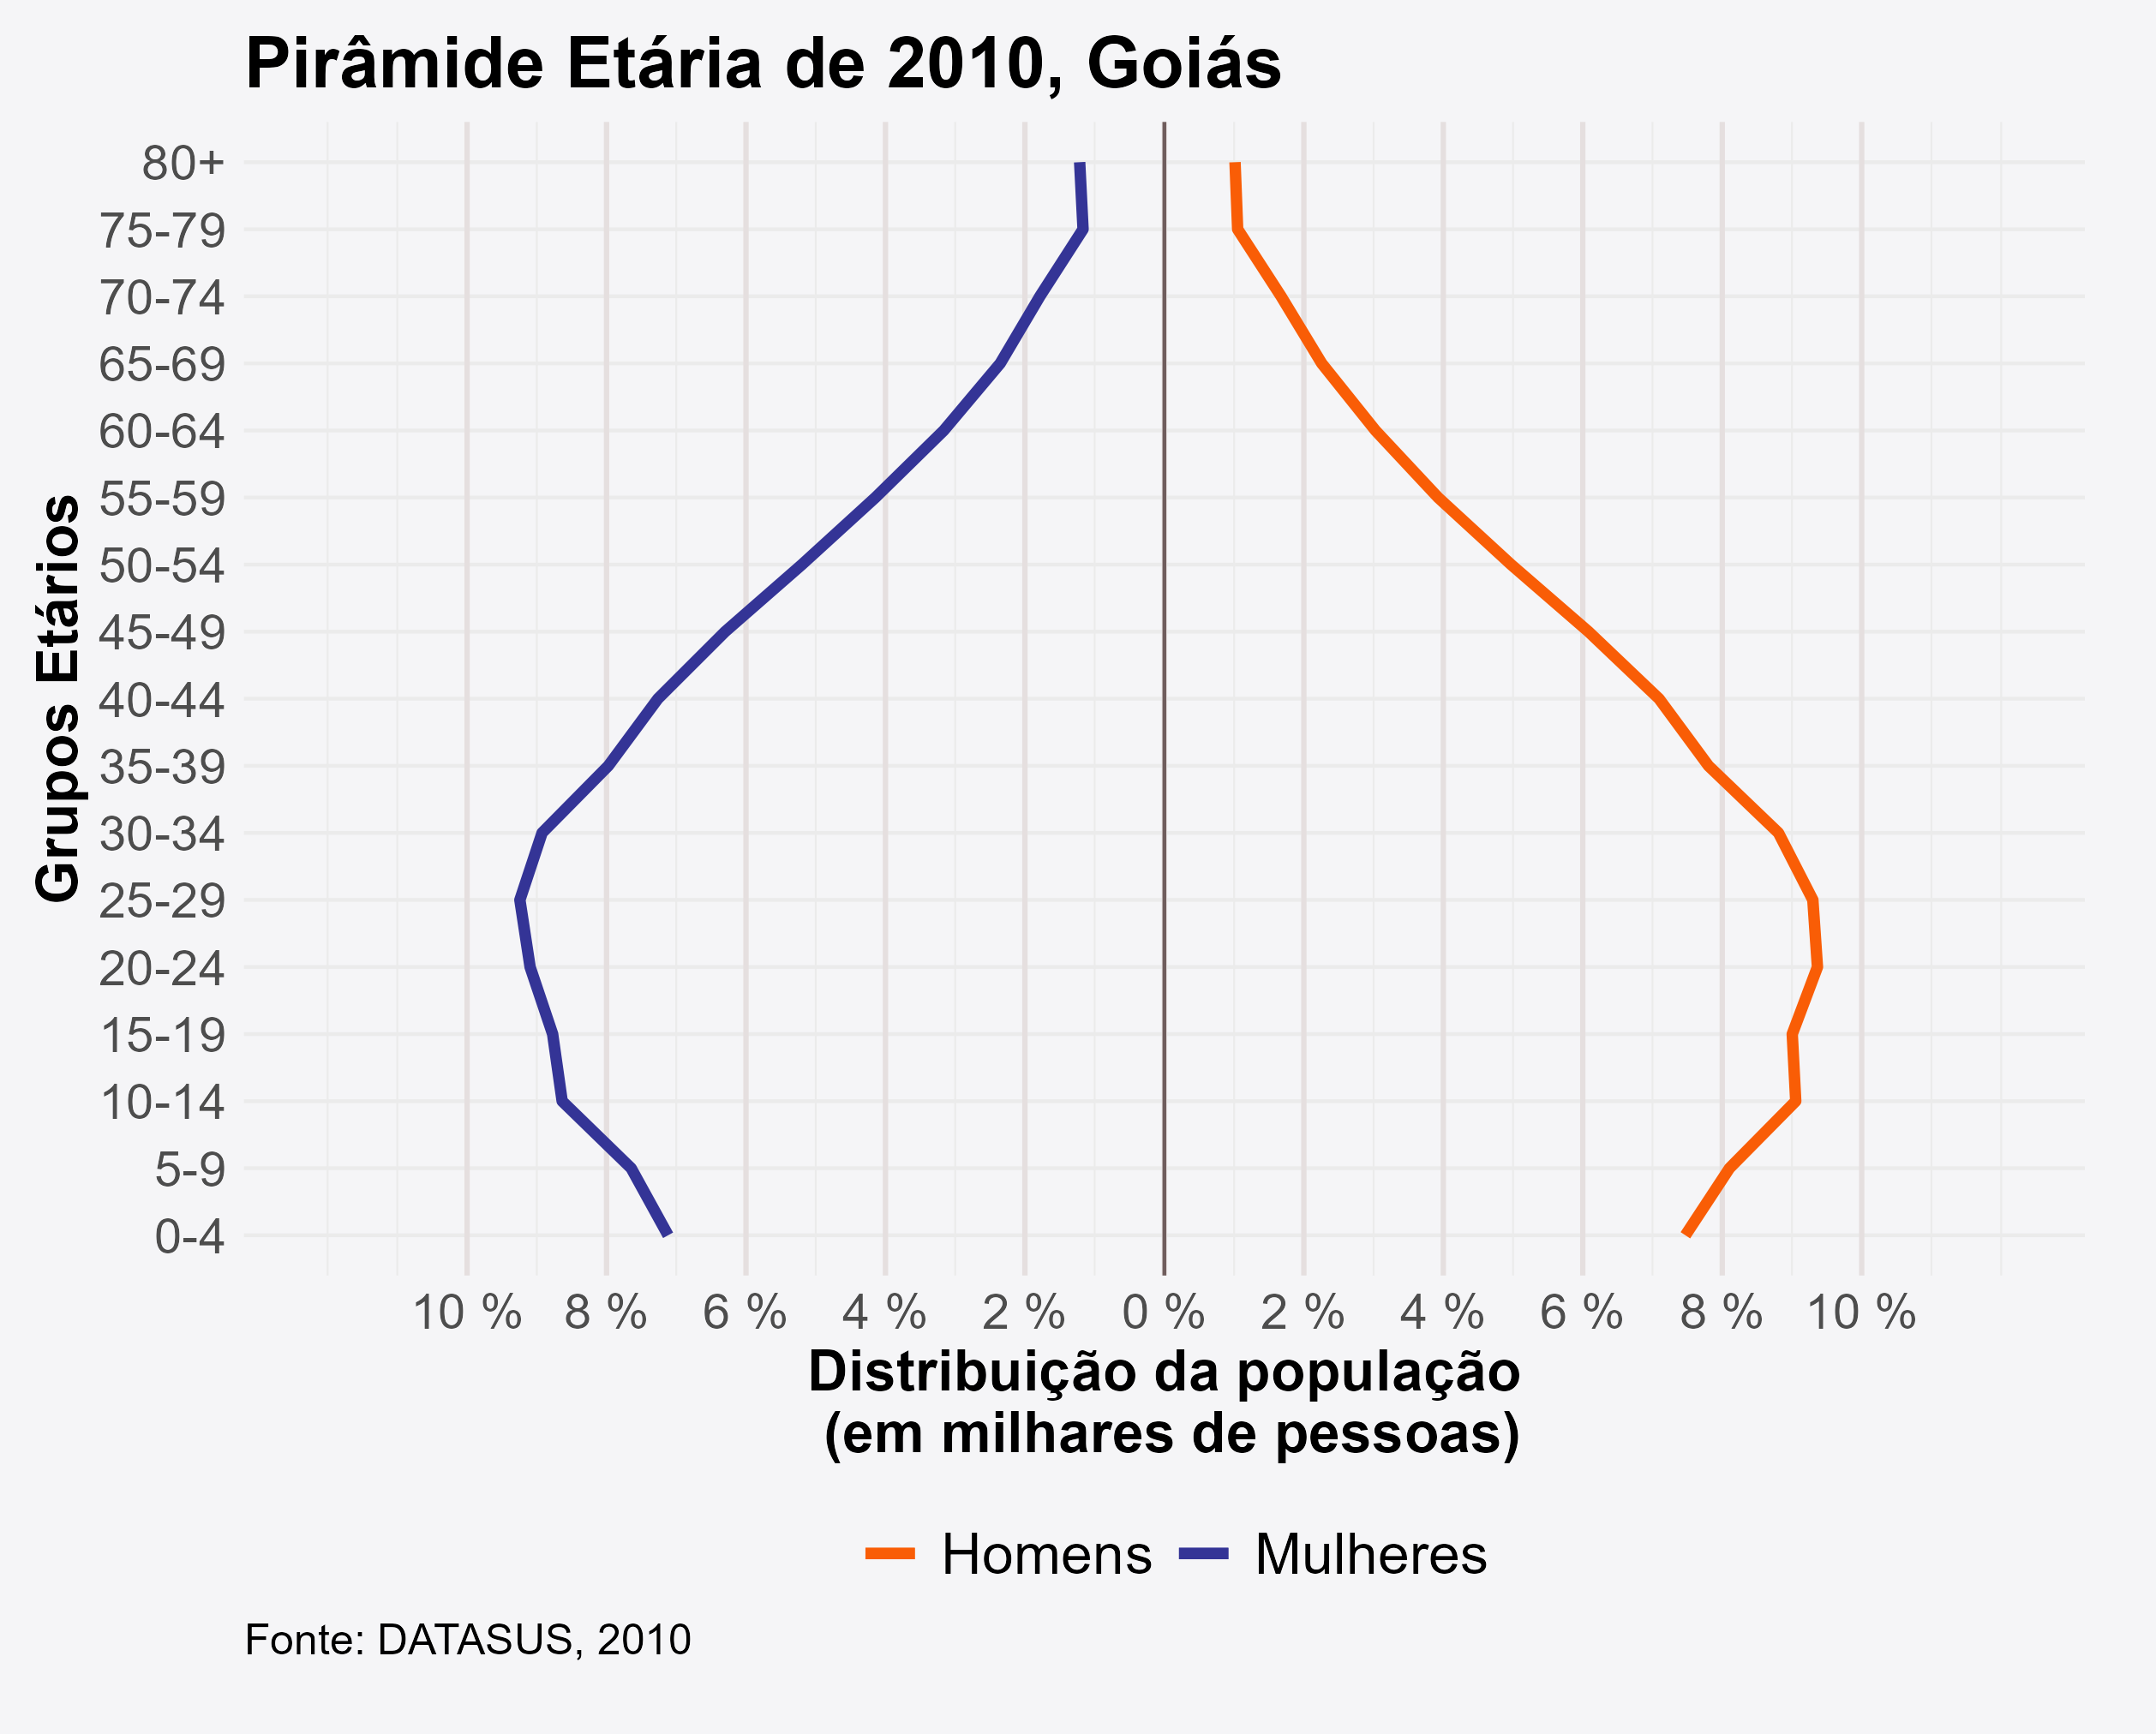 Pirâmide Etária de 2010, Goiás
Grupos Etários
80+
75-79
70-74
65-69
60-64
55-59
50-54
45-49
40-44
35-39
30-34
25-29
20-24
15-19
10-14
5-9
0-4
10 % 8 % 6 % 4 % 2 % 0 % 2 % 4 % 6 % 8 % 10 %
Distribuição da população
(em milhares de pessoas)
Homens Mulheres
Fonte: DATASUS, 2010